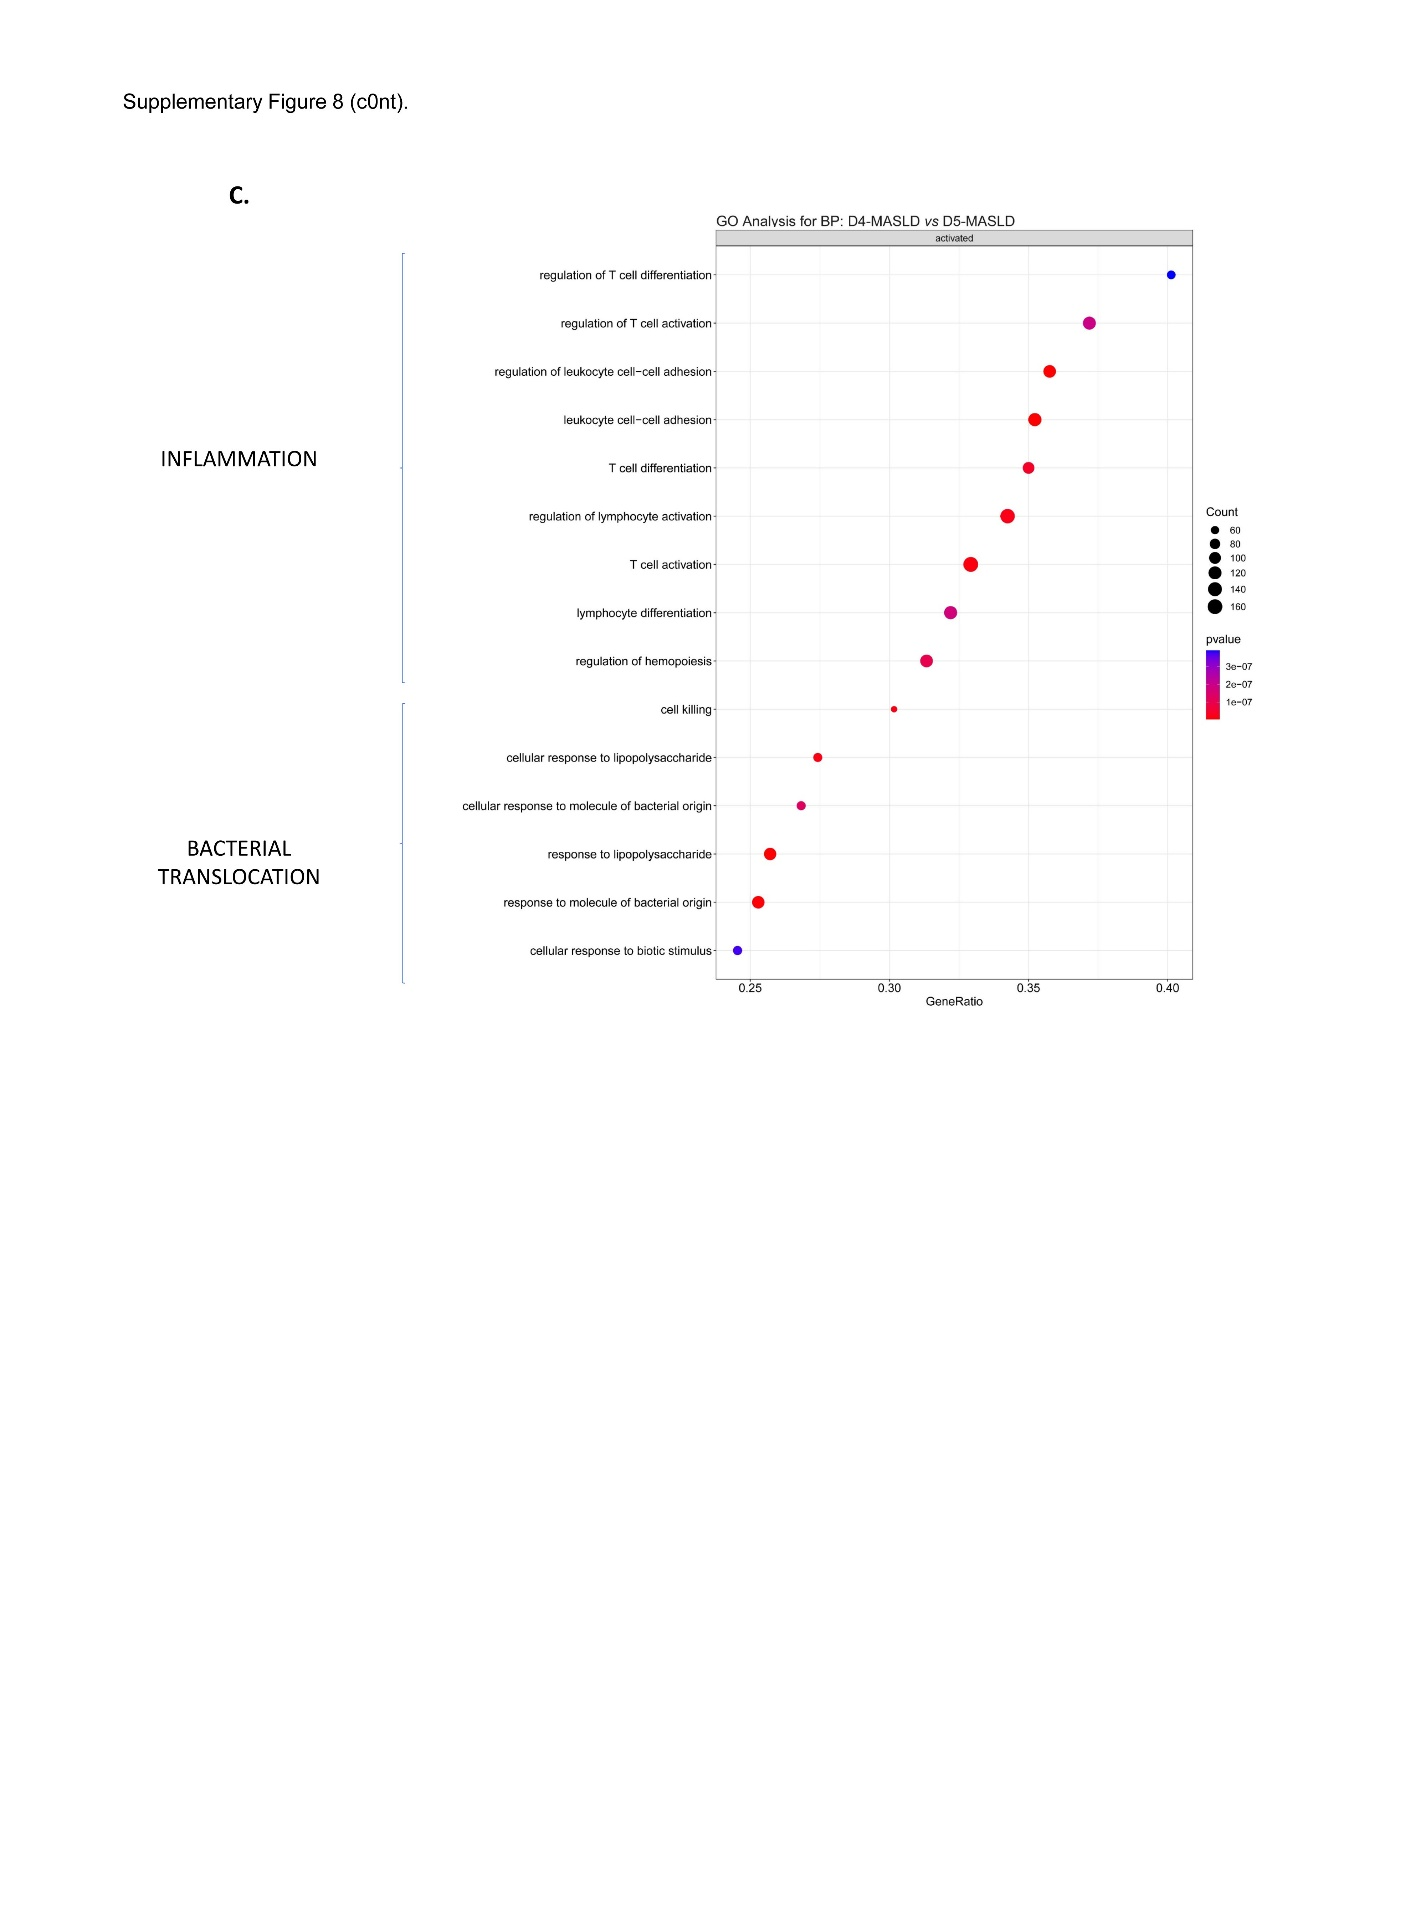 Supplementary Figure 8 (c0nt).
C.
GO Analysis for BP: D4-MASLD vs D5-MASLD
activated
regulation of T cell differentiation
regulation of T cell activation
regulation of leukocyte cell−cell adhesion
leukocyte cell−cell adhesion
T cell differentiation
regulation of lymphocyte activation
T cell activation
lymphocyte differentiation
regulation of hemopoiesis
cell killing
cellular response to lipopolysaccharide
cellular response to molecule of bacterial origin
response to lipopolysaccharide
response to molecule of bacterial origin
cellular response to biotic stimulus
INFLAMMATION
BACTERIAL
TRANSLOCATION
0.25 0.30 0.35 0.40
GeneRatio
Count
60
80
100
120
140
160
pvalue
3e−07
2e−07
1e−07